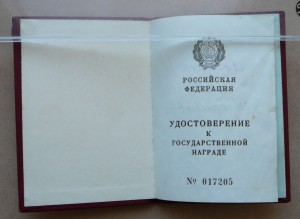 РОССИЙСКАЯ
ФЕДЕРАЦИЯ
УДОСТОВЕРЕНИЕ
К
ГОСУДАРСТВЕННОЙ
НАГРАДЕ
№ 017205